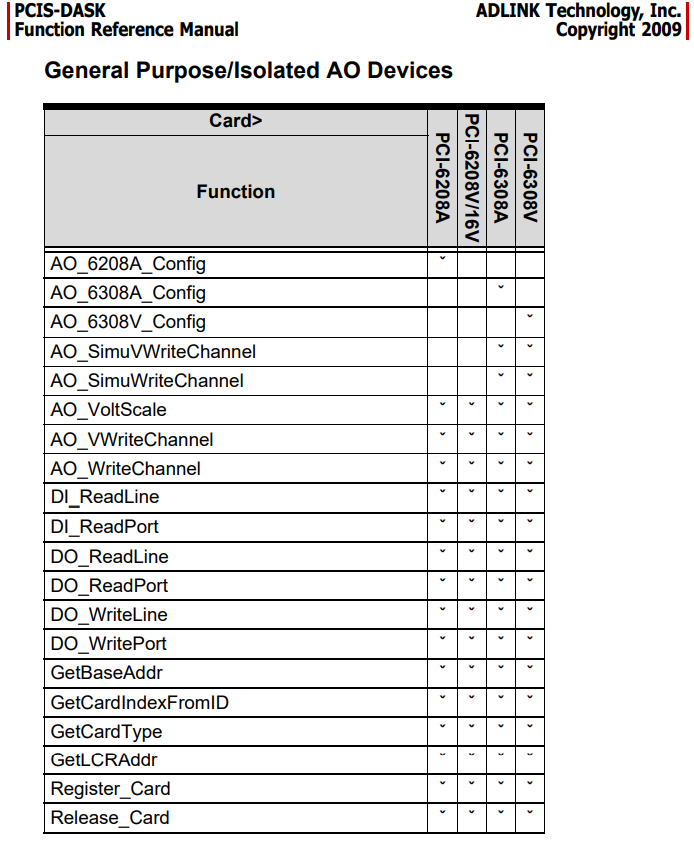 PCIS-DASK
Function Reference Manual
ADLINK Technology, Inc.
Copyright 2009
General Purpose/Isolated AO Devices
Card>
Function
PCI-6208A
PCI-6208V/16V
PCI-6308A
PCI-6308V
AO_6208A_Config ˇ
AO_6308A_Config ˇ
AO_6308V_Config ˇ
AO_SimuVWriteChannel ˇ ˇ
AO_SimuWriteChannel ˇ ˇ
AO_VoltScale ˇ ˇ ˇ ˇ
AO_VWriteChannel ˇ ˇ ˇ ˇ
AO_WriteChannel ˇ ˇ ˇ ˇ
DI_ReadLine ˇ ˇ ˇ ˇ
DI_ReadPort ˇ ˇ ˇ ˇ
DO_ReadLine ˇ ˇ ˇ ˇ
DO_ReadPort ˇ ˇ ˇ ˇ
DO_WriteLine ˇ ˇ ˇ ˇ
DO_WritePort ˇ ˇ ˇ ˇ
GetBaseAddr ˇ ˇ ˇ ˇ
GetCardIndexFromID ˇ ˇ ˇ ˇ
GetCardType ˇ ˇ ˇ ˇ
GetLCRAddr ˇ ˇ ˇ ˇ
Register_Card ˇ ˇ ˇ ˇ
Release_Card ˇ ˇ ˇ ˇ